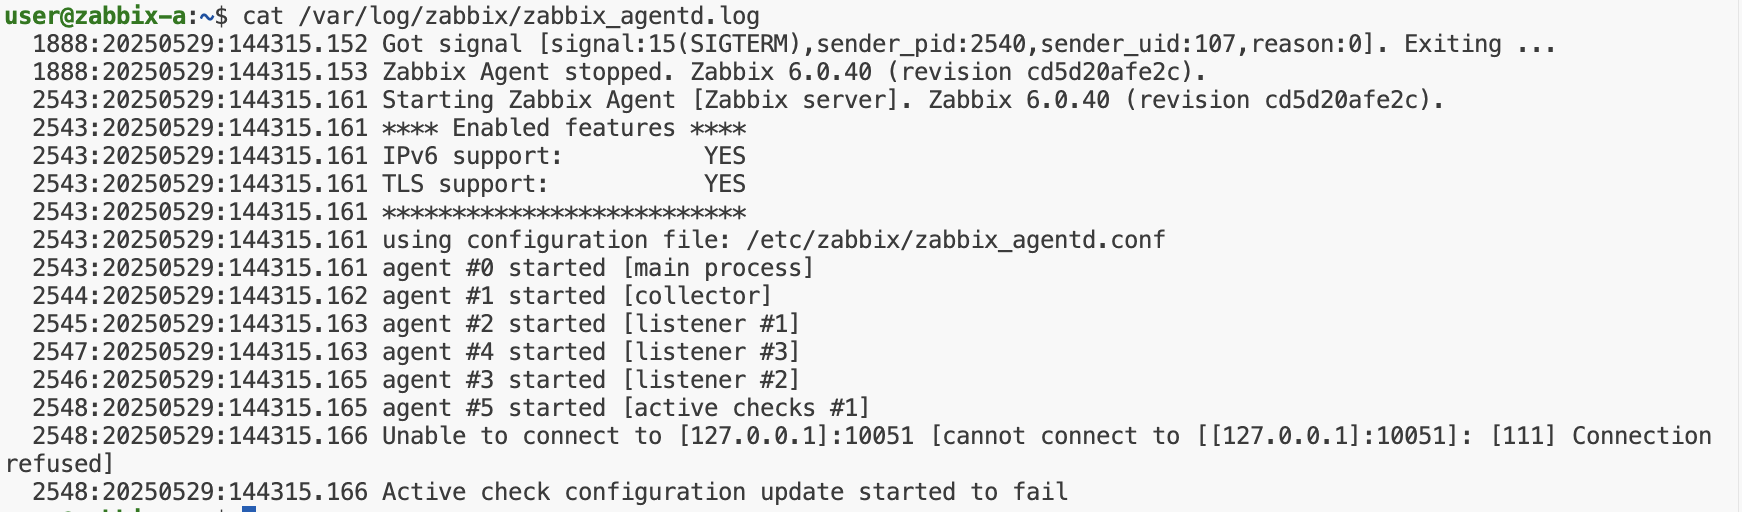 user@zabbix-a:~$ cat /var/log/zabbix/zabbix_agentd.log
  1888:20250529:144315.152 Got signal [signal:15(SIGTERM),sender_pid:2540,sender_uid:107,reason:0]. Exiting ...
  1888:20250529:144315.153 Zabbix Agent stopped. Zabbix 6.0.40 (revision cd5d20afe2c).
  2543:20250529:144315.161 Starting Zabbix Agent [Zabbix server]. Zabbix 6.0.40 (revision cd5d20afe2c).
  2543:20250529:144315.161 **** Enabled features ****
  2543:20250529:144315.161 IPv6 support:          YES
  2543:20250529:144315.161 TLS support:           YES
  2543:20250529:144315.161 **************************
  2543:20250529:144315.161 using configuration file: /etc/zabbix/zabbix_agentd.conf
  2543:20250529:144315.161 agent #0 started [main process]
  2544:20250529:144315.162 agent #1 started [collector]
  2545:20250529:144315.163 agent #2 started [listener #1]
  2547:20250529:144315.163 agent #4 started [listener #3]
  2546:20250529:144315.165 agent #3 started [listener #2]
  2548:20250529:144315.165 agent #5 started [active checks #1]
  2548:20250529:144315.166 Unable to connect to [127.0.0.1]:10051 [cannot connect to [[127.0.0.1]:10051]: [111] Connection
refused]
  2548:20250529:144315.166 Active check configuration update started to fail